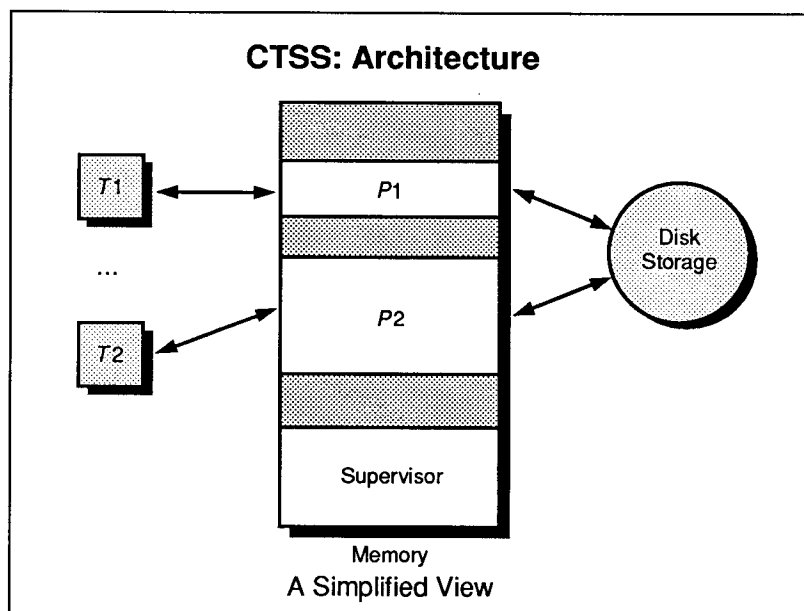 CTSS: Architecture
T1
P1
Disk
Storage
...
T2
P2
Supervisor
Memory
A Simplified View